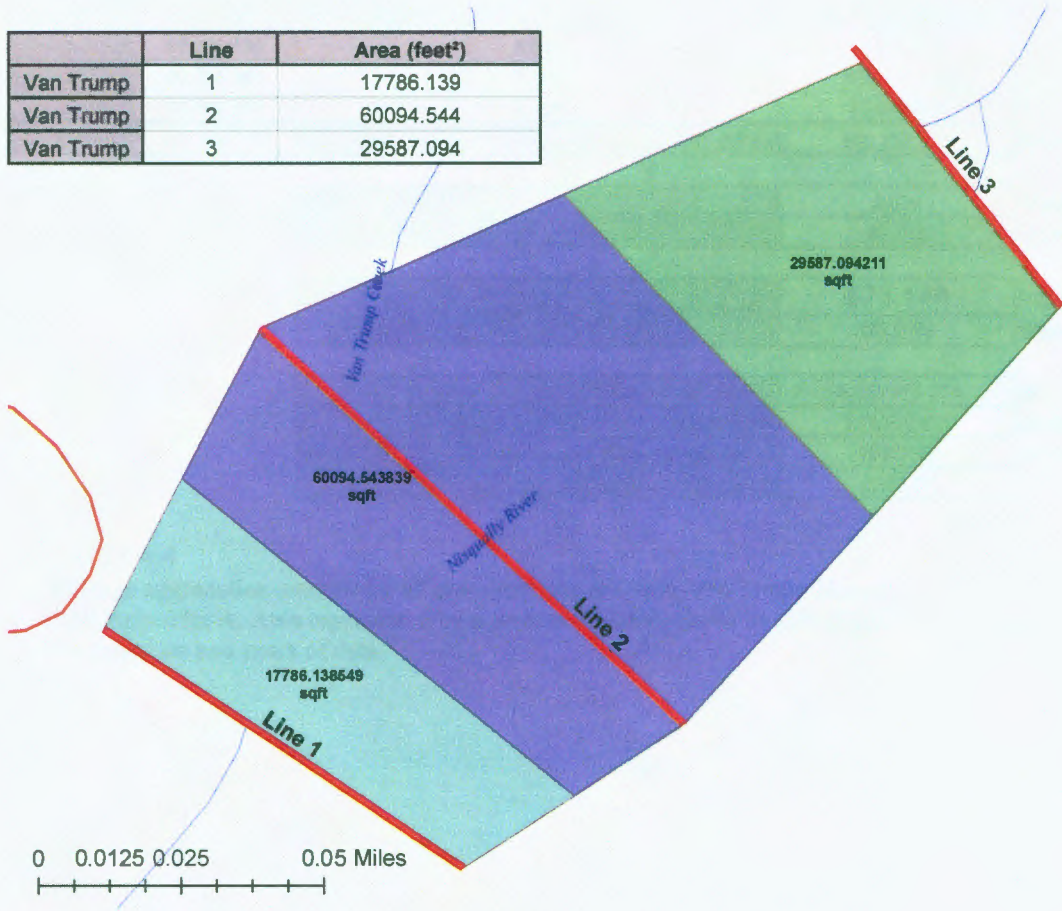 Line Area (feet²)
Van Trump 1 17786.139
Van Trump 2 60094.544
Van Trump 3 29587.094
Line 3
29587.094211
sqft
Van Trump Creek
60094.543839
sqft
Nisqually River
Line 2
17786.138549
sqft
Line 1
0 0.0125 0.025 0.05 Miles